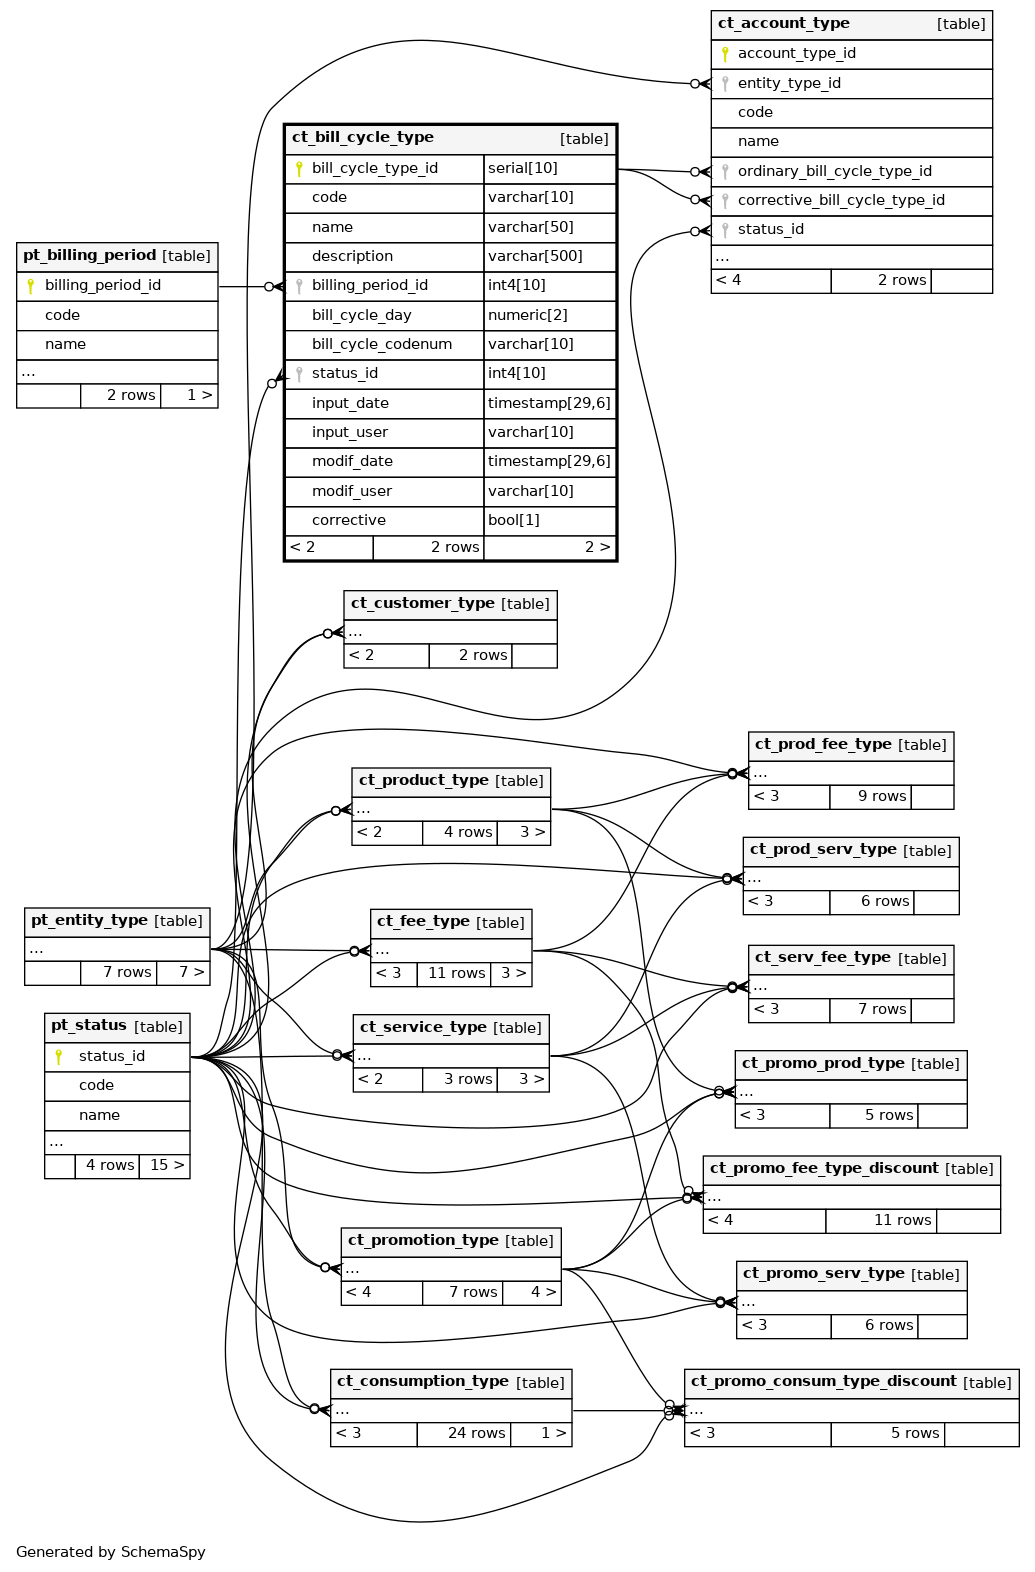 ct_account_type [table]
account_type_id
entity_type_id
code
name
ordinary_bill_cycle_type_id
corrective_bill_cycle_type_id
status_id
...
< 4 2 rows
ct_bill_cycle_type [table]
bill_cycle_type_id serial[10]
code varchar[10]
name varchar[50]
description varchar[500]
billing_period_id int4[10]
bill_cycle_day numeric[2]
bill_cycle_codenum varchar[10]
status_id int4[10]
input_date timestamp[29,6]
input_user varchar[10]
modif_date timestamp[29,6]
modif_user varchar[10]
corrective bool[1]
< 2 2 rows 2 >
pt_billing_period [table]
billing_period_id
code
name
...
2 rows 1 >
ct_customer_type [table]
...
< 2 2 rows
ct_prod_fee_type [table]
...
< 3 9 rows
ct_product_type [table]
...
< 2 4 rows 3 >
ct_prod_serv_type [table]
...
< 3 6 rows
pt_entity_type [table]
...
7 rows 7 >
ct_fee_type [table]
...
< 3 11 rows 3 >
ct_serv_fee_type [table]
...
< 3 7 rows
pt_status [table]
status_id
code
name
...
4 rows 15 >
ct_service_type [table]
...
< 2 3 rows 3 >
ct_promo_prod_type [table]
...
< 3 5 rows
ct_promo_fee_type_discount [table]
...
< 4 11 rows
ct_promotion_type [table]
...
< 4 7 rows 4 >
ct_promo_serv_type [table]
...
< 3 6 rows
ct_consumption_type [table]
...
< 3 24 rows 1 >
ct_promo_consum_type_discount [table]
...
< 3 5 rows
Generated by SchemaSpy